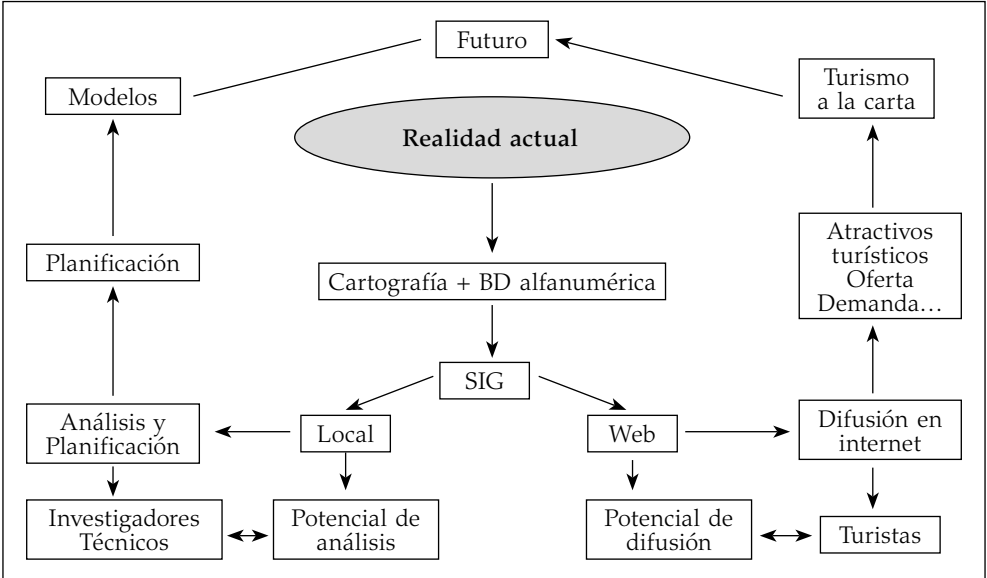 Futuro
Modelos
Turismo
a la carta
Realidad actual
Planificación
Atractivos
turísticos
Oferta
Demanda...
Cartografía + BD alfanumérica
SIG
Análisis y
Planificación
Local
Web
Difusión en
internet
Investigadores
Técnicos
Potencial de
análisis
Potencial de
difusión
Turistas